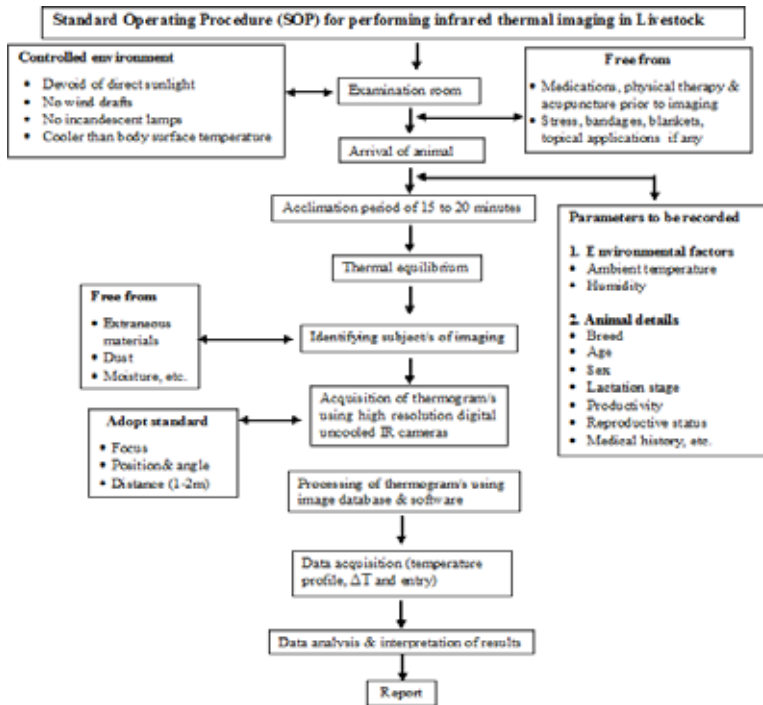 Standard Operating Procedure (SOP) for performing infrared thermal imaging in Livestock
Controlled environment
• Devoid of direct sunlight
• No wind drafts
• No incandescent lamps
• Cooler than body surface temperature
Examination room
Free from
• Medications, physical therapy &
acupuncture prior to imaging
• Stress, bandages, blankets,
topical applications if any
Arrival of animal
Acclimation period of 15 to 20 minutes
Parameters to be recorded
1. Environmental factors
• Ambient temperature
• Humidity
2. Animal details
• Breed
• Age
• Sex
• Lactation stage
• Productivity
• Reproductive status
• Medical history, etc.
Thermal equilibrium
Free from
• Extraneous
materials
• Dust
• Moisture, etc.
Identifying subject/s of imaging
Adopt standard
• Focus
• Position& angle
• Distance (1-2m)
Acquisition of thermogram/s
using high resolution digital
uncooled IR cameras
Processing of thermogram/s using
image database & software
Data acquisition (temperature
profile, ΔT and entry)
Data analysis & interpretation of results
Report